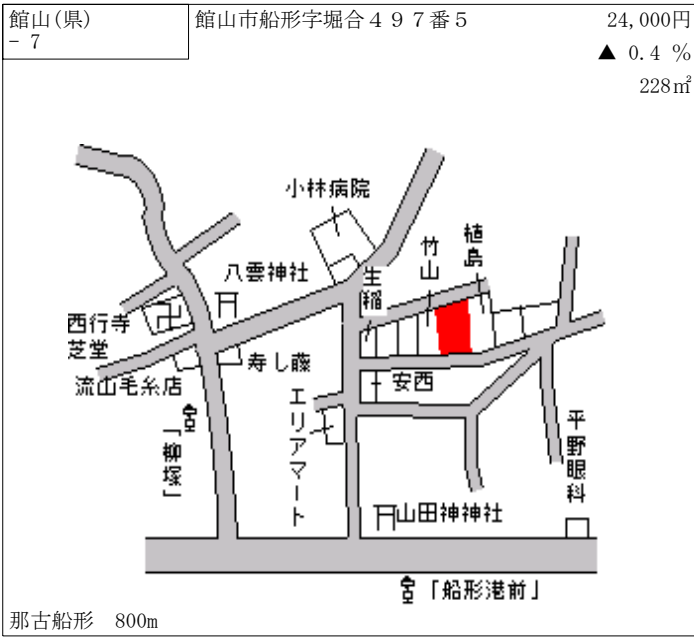 館山(県)
－ 7
館山市船形字堀合４９７番５
24,000円
▲ 0.4 %
228㎡
小林病院
八雲神社
生稲
竹山
植島
西行寺
芝堂
流山毛糸店
寿し藤
安西
エリアマート
「柳塚」
平野眼科
山田神神社
「船形港前」
那古船形　800m